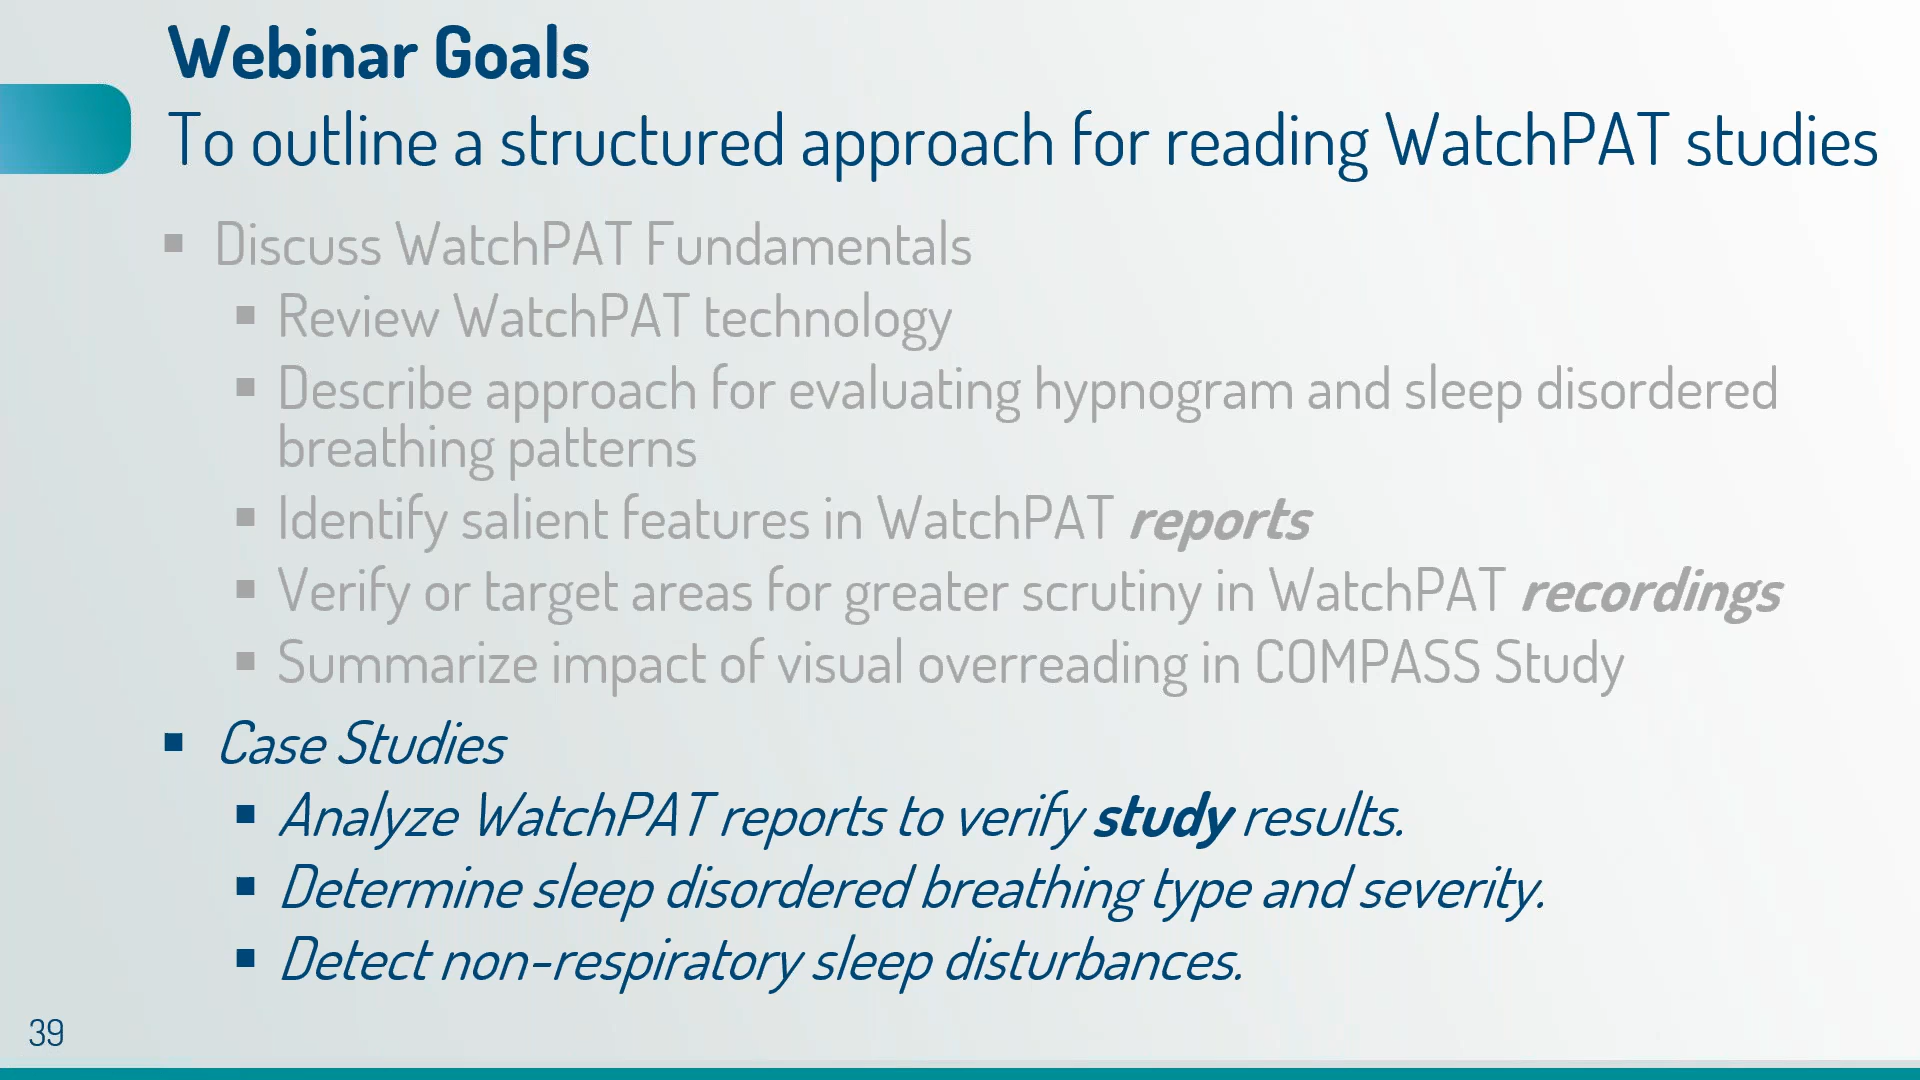 Webinar Goals
To outline a structured approach for reading WatchPAT studies
▪ Discuss WatchPAT Fundamentals
▪ Review WatchPAT technology
▪ Describe approach for evaluating hypnogram and sleep disordered
breathing patterns
▪ Identify salient features in WatchPAT reports
▪ Verify or target areas for greater scrutiny in WatchPAT recordings
▪ Summarize impact of visual overreading in COMPASS Study
▪ Case Studies
▪ Analyze WatchPAT reports to verify study results.
▪ Determine sleep disordered breathing type and severity.
▪ Detect non-respiratory sleep disturbances.
39